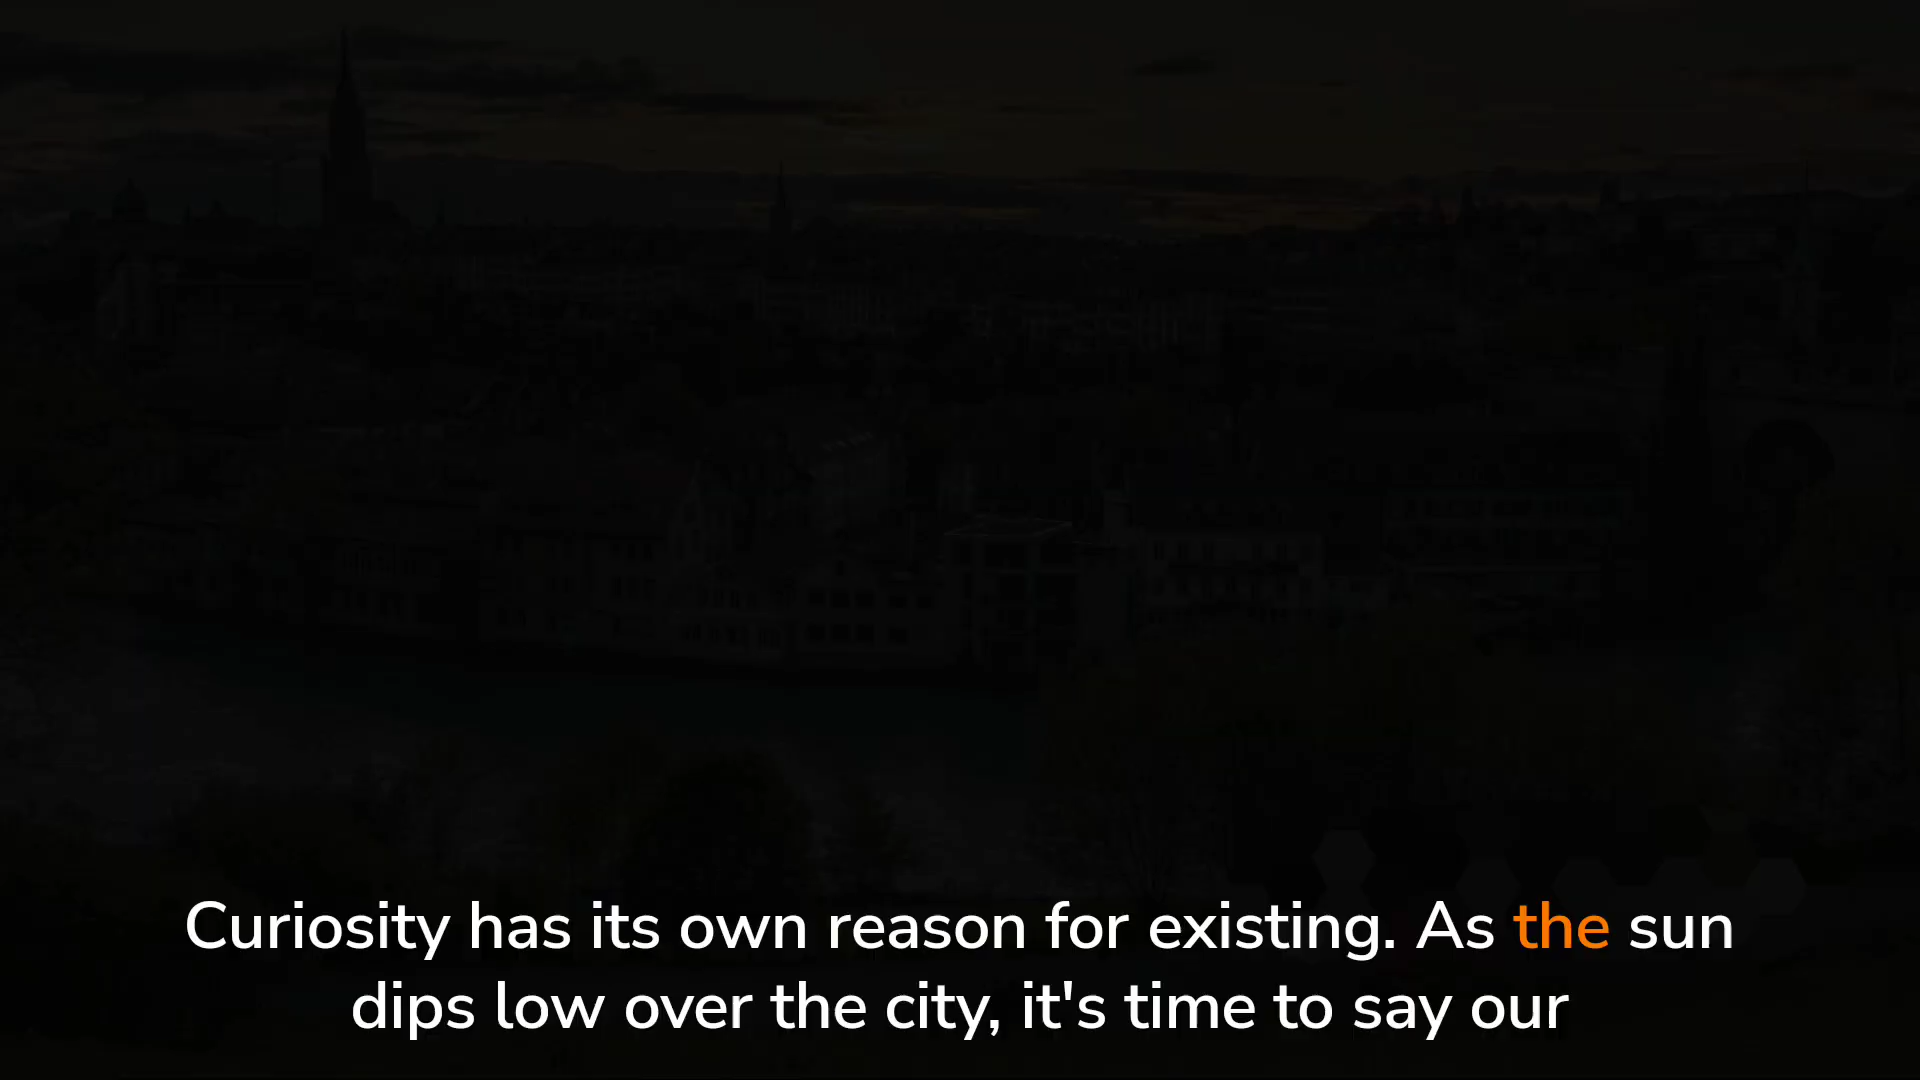 Curiosity has its own reason for existing. As the sun
dips low over the city, it's time to say our